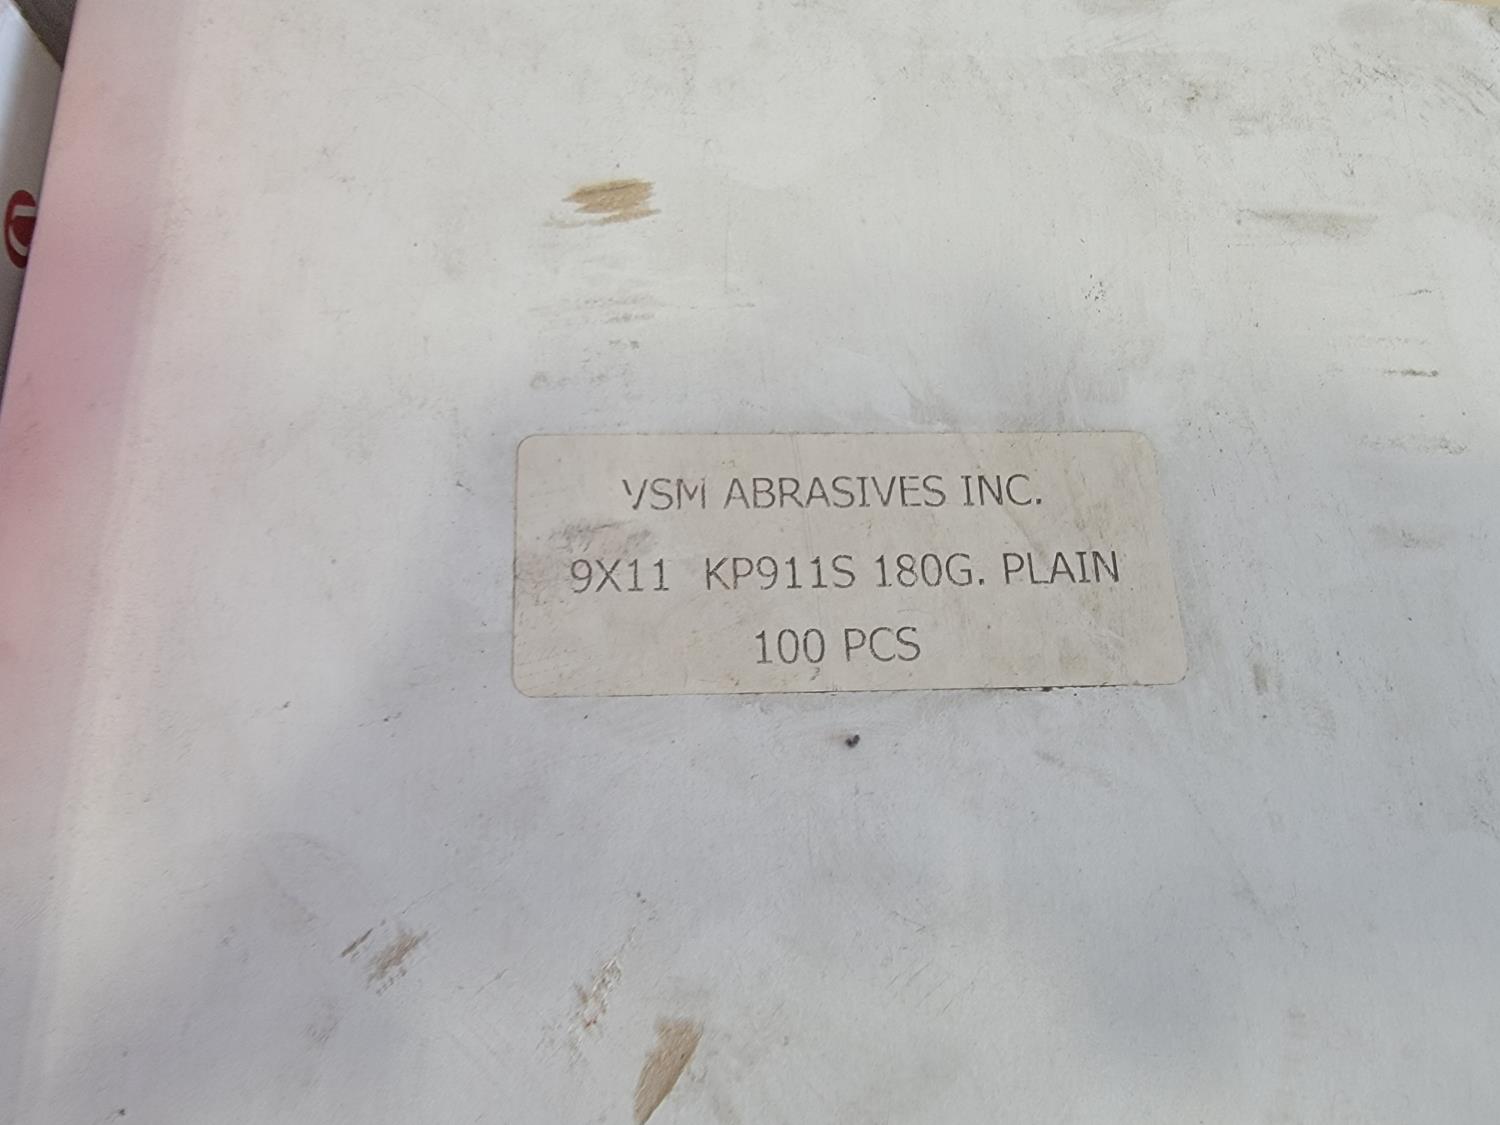 VSM ABRASIVES INC.
9X11 KP911S 180G. PLAIN
100 PCS